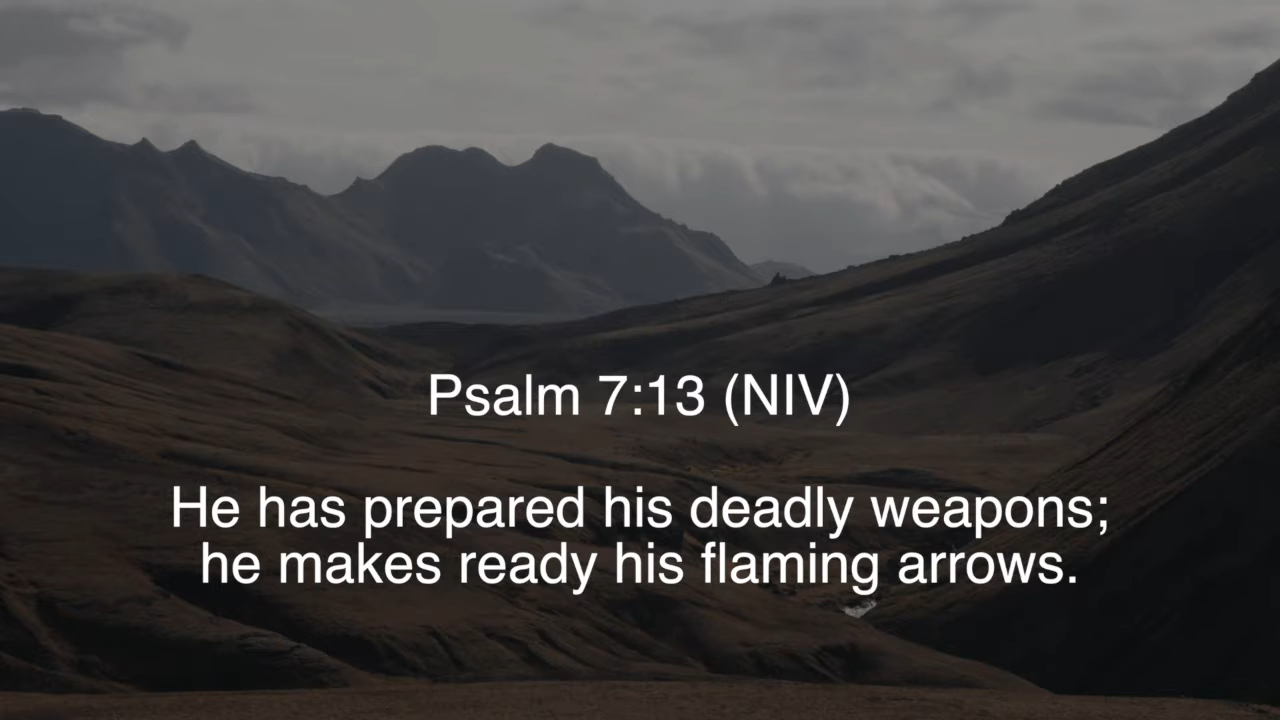 Psalm 7:13 (NIV)
He has prepared his deadly weapons;
he makes ready his flaming arrows.